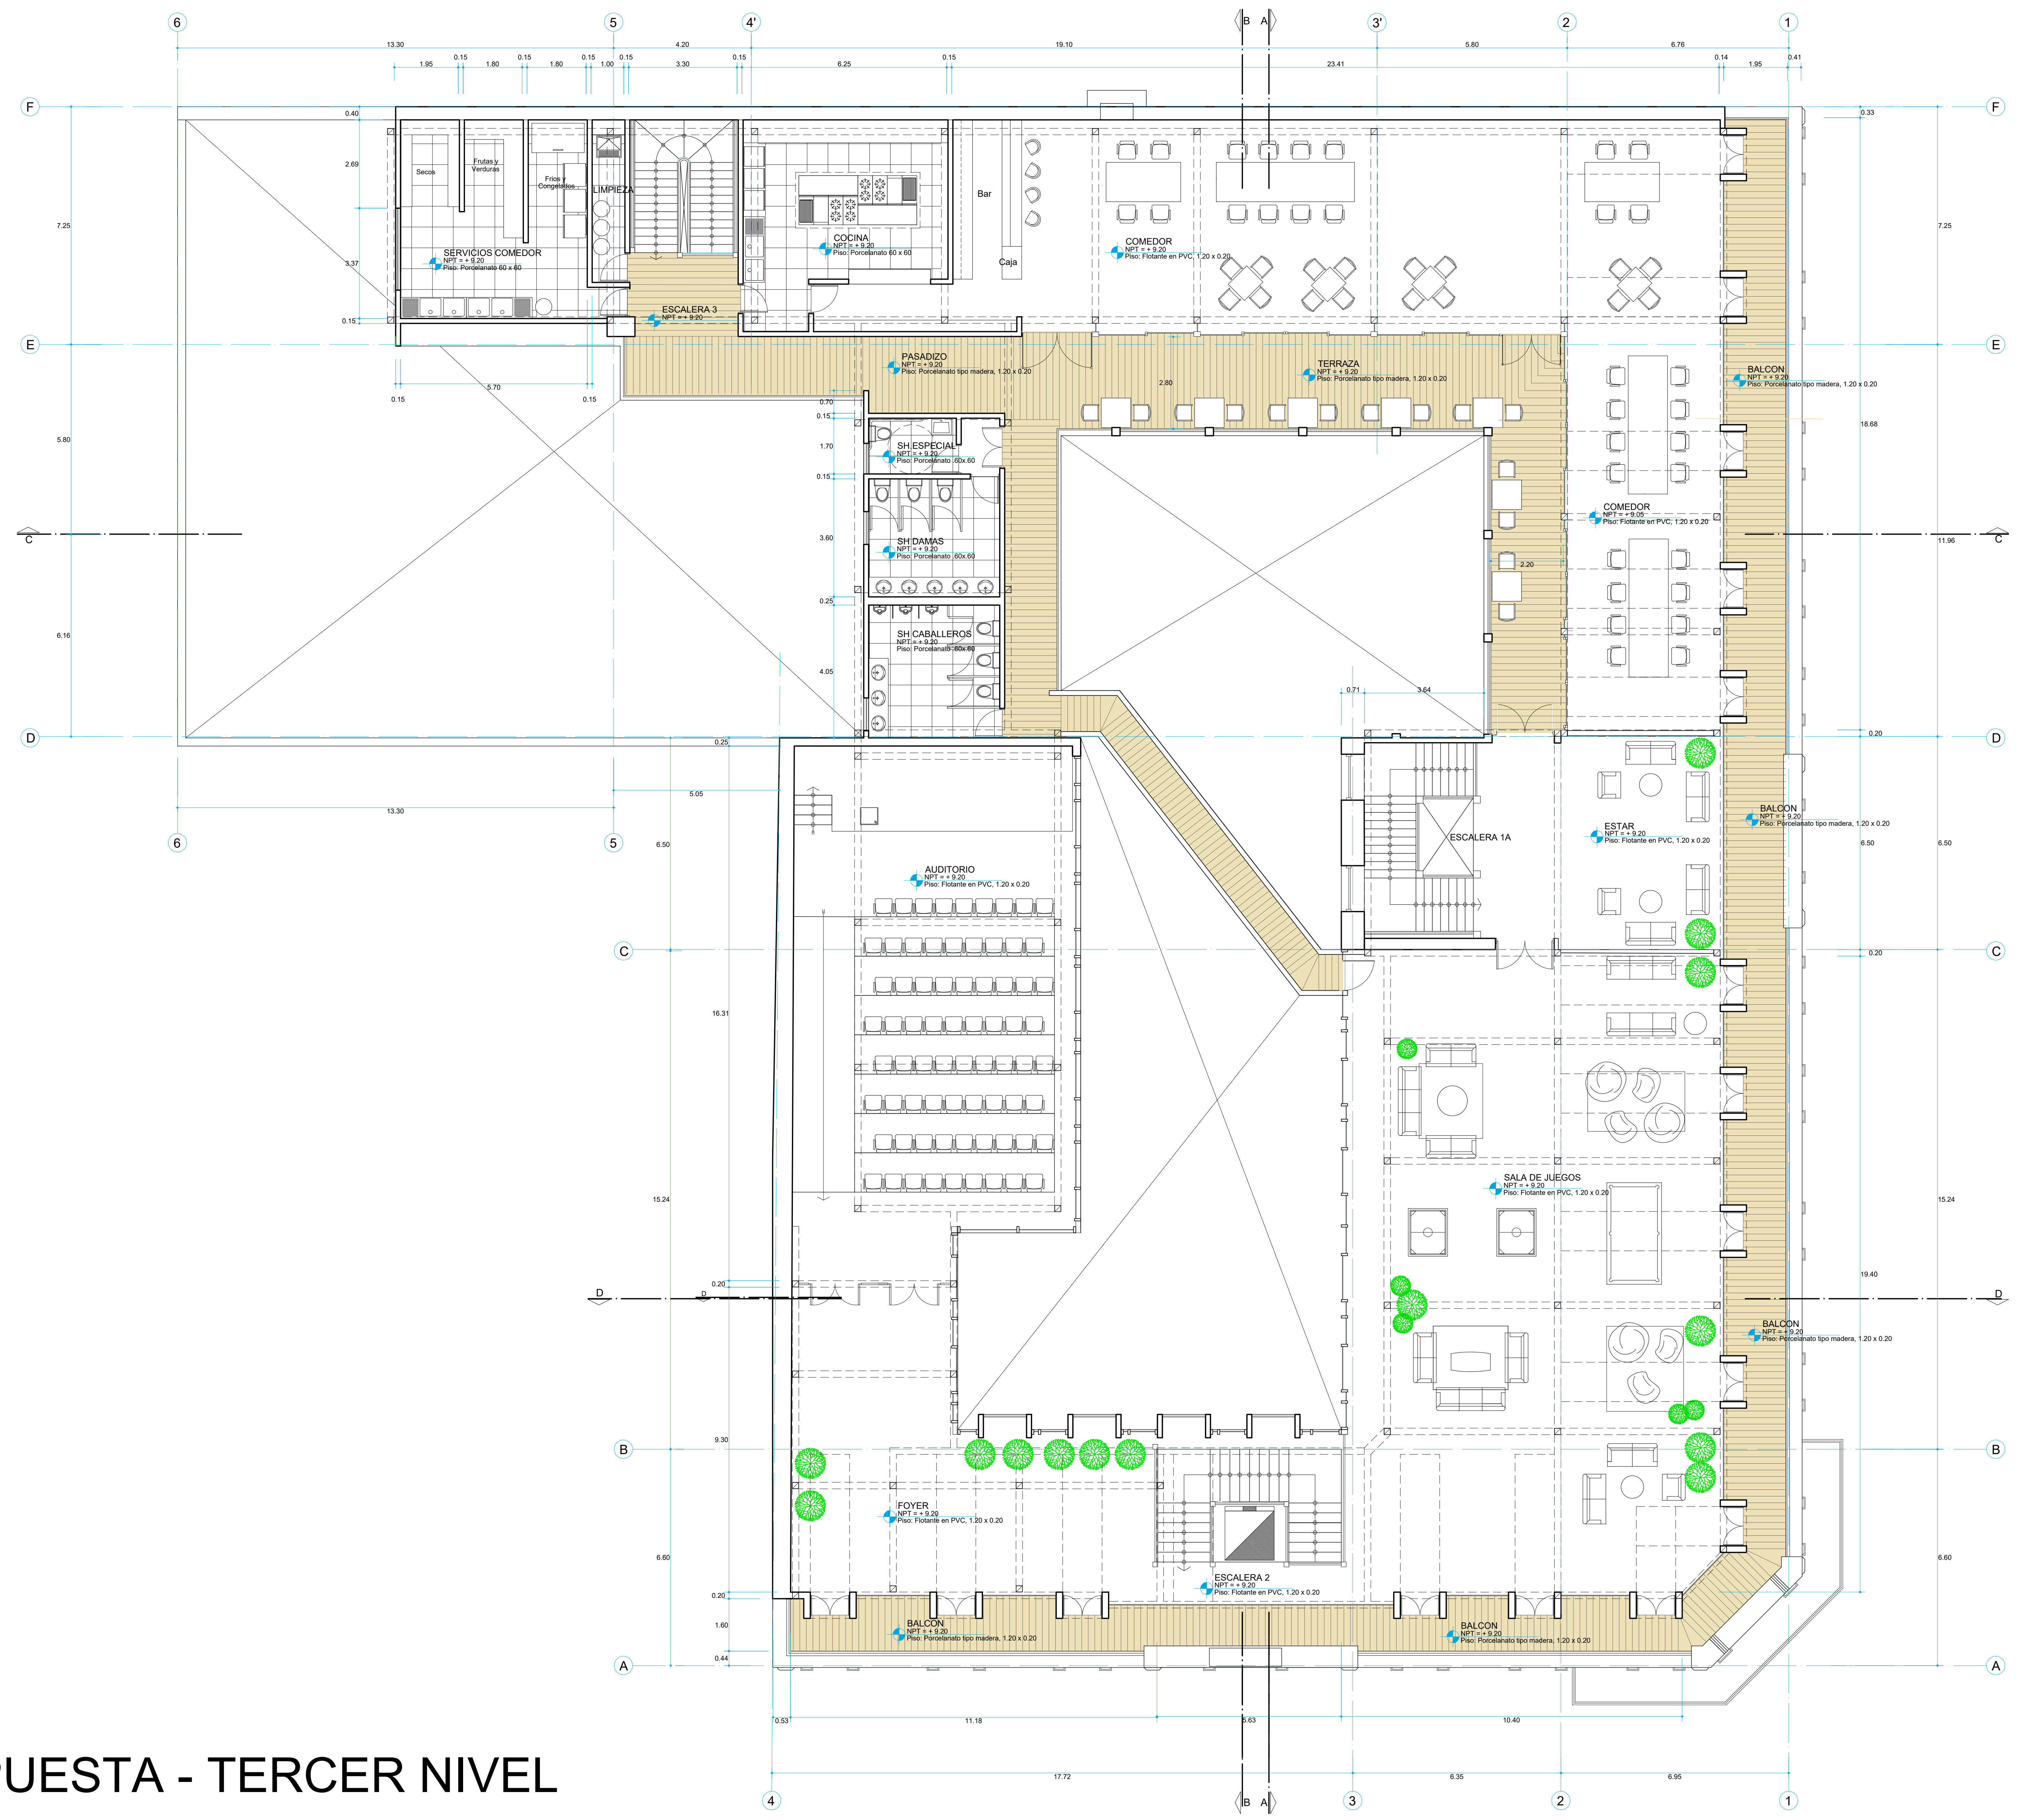 6
5
4'
B
A
3'
2
1
13.30
4.20
19.10
5.80
6.76
0.15
0.15
0.15
0.15
0.15
0.15
0.14
0.41
1.95
1.80
1.80
1.00
3.30
6.25
23.41
1.95
F
F
0.40
0.33
2.69
Secos
Frutas y
Verduras
Frios y
Congelados
LIMPIEZA
Bar
7.25
7.25
3.37
SERVICIOS COMEDOR
NPT = + 9.20
Piso: Porcelanato 60 x 60
COCINA
NPT = + 9.20
Piso: Porcelanato 60 x 60
Caja
COMEDOR
NPT = + 9.20
Piso: Flotante en PVC, 1.20 x 0.20
0.15
ESCALERA 3
NPT = + 9.20
E
E
PASADIZO
NPT = + 9.20
Piso: Porcelanato tipo madera, 1.20 x 0.20
TERRAZA
NPT = + 9.20
Piso: Porcelanato tipo madera, 1.20 x 0.20
BALCON
NPT = + 9.20
Piso: Porcelanato tipo madera, 1.20 x 0.20
5.70
0.15
0.15
2.80
0.70
0.15
5.80
1.70
18.68
SH.ESPECIAL
NPT = + 9.20
Piso: Porcelanato .60x.60
0.15
COMEDOR
NPT = + 9.05
Piso: Flotante en PVC, 1.20 x 0.20
C
C
3.60
SH DAMAS
NPT = + 9.20
Piso: Porcelanato .60x.60
11.96
2.20
0.25
6.16
SH CABALLEROS
NPT = + 9.20
Piso: Porcelanato .60x.60
4.05
0.71
3.64
D
D
0.25
0.20
5.05
13.30
6
5
6.50
BALCON
NPT = + 9.20
Piso: Porcelanato tipo madera, 1.20 x 0.20
ESTAR
NPT = + 9.20
Piso: Flotante en PVC, 1.20 x 0.20
ESCALERA 1A
6.50
6.50
AUDITORIO
NPT = + 9.20
Piso: Flotante en PVC, 1.20 x 0.20
C
C
0.20
16.31
SALA DE JUEGOS
NPT = + 9.20
Piso: Flotante en PVC, 1.20 x 0.20
15.24
15.24
0.20
19.40
D
D
D
BALCON
NPT = + 9.20
Piso: Porcelanato tipo madera, 1.20 x 0.20
9.30
B
B
FOYER
NPT = + 9.20
Piso: Flotante en PVC, 1.20 x 0.20
6.60
6.60
ESCALERA 2
NPT = + 9.20
Piso: Flotante en PVC, 1.20 x 0.20
0.20
1.60
BALCON
NPT = + 9.20
Piso: Porcelanato tipo madera, 1.20 x 0.20
BALCON
NPT = + 9.20
Piso: Porcelanato tipo madera, 1.20 x 0.20
0.44
A
A
0.53
11.18
5.63
10.40
PUESTA - TERCER NIVEL
17.72
6.35
6.95
4
B
A
3
2
1